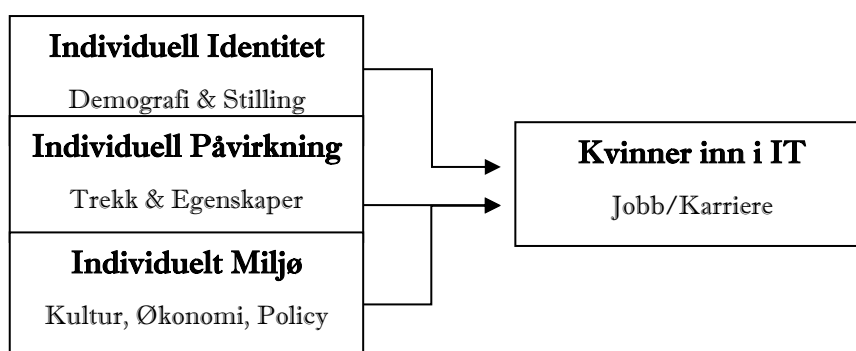 Individuell Identitet
Demografi & Stilling
Individuell Påvirkning
Trekk & Egenskaper
Individuelt Miljø
Kultur, Økonomi, Policy
Kvinner inn i IT
Jobb/Karriere